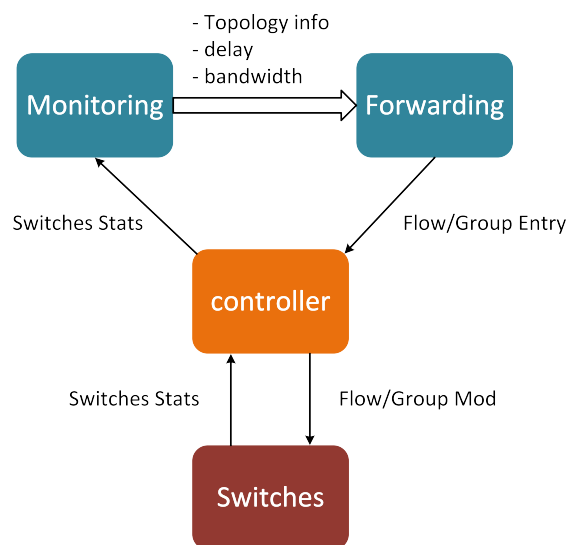 - Topology info
- delay
- bandwidth
Monitoring
Forwarding
Switches Stats
Flow/Group Entry
controller
Switches Stats
Flow/Group Mod
Switches